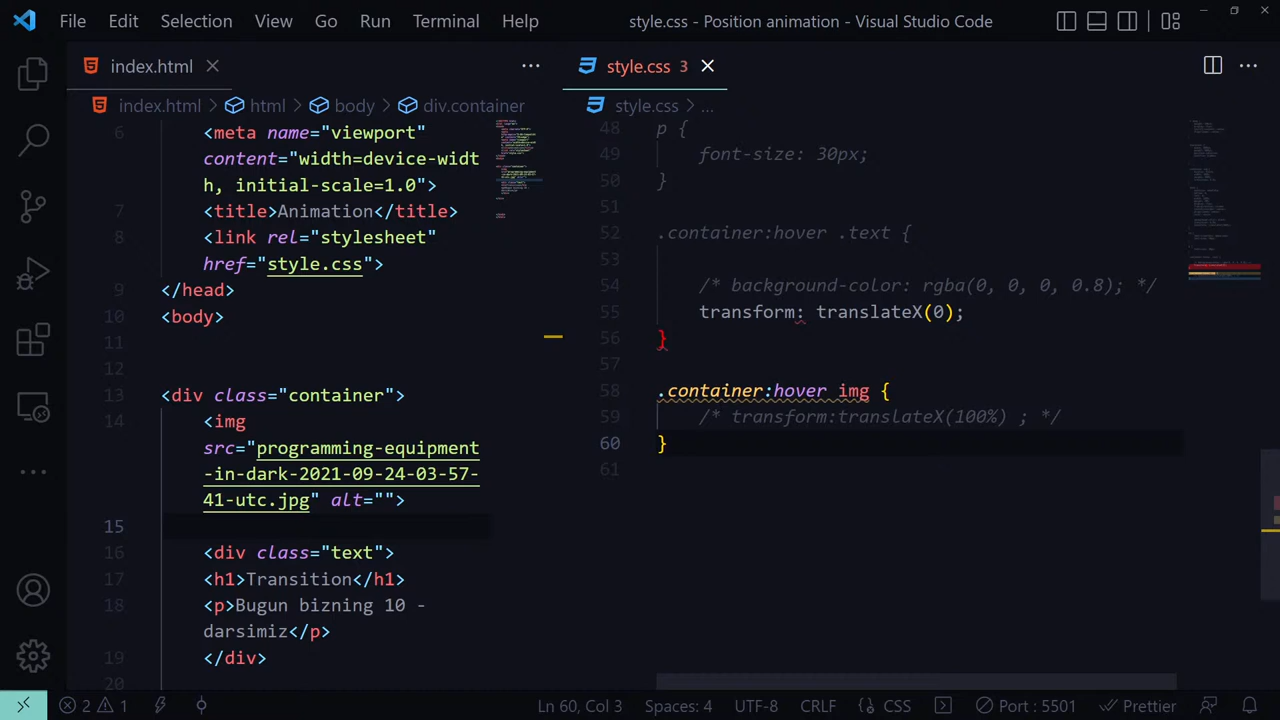 File Edit Selection View Go Run Terminal Help style.css - Position animation - Visual Studio Code
index.html
style.css 3
index.html > html > body > div.container
style.css > ...
6 <meta name="viewport"
content="width=device-widt
h, initial-scale=1.0">
7 <title>Animation</title>
8 <link rel="stylesheet"
href="style.css">
9 </head>
10 <body>
11
12
13 <div class="container">
14 <img
src="programming-equipment
-in-dark-2021-09-24-03-57-
41-utc.jpg" alt="">
15
16 <div class="text">
17 <h1>Transition</h1>
18 <p>Bugun bizning 10 -
darsimiz</p>
19 </div>
20
48 p {
49 font-size: 30px;
50 }
51
52 .container:hover .text {
53
54 /* background-color: rgba(0, 0, 0, 0.8); */
55 transform: translateX(0);
56 }
57
58 .container:hover img {
59 /* transform:translateX(100%) ; */
60 }
61
2 1 Ln 60, Col 3 Spaces: 4 UTF-8 CRLF CSS Port : 5501 Prettier